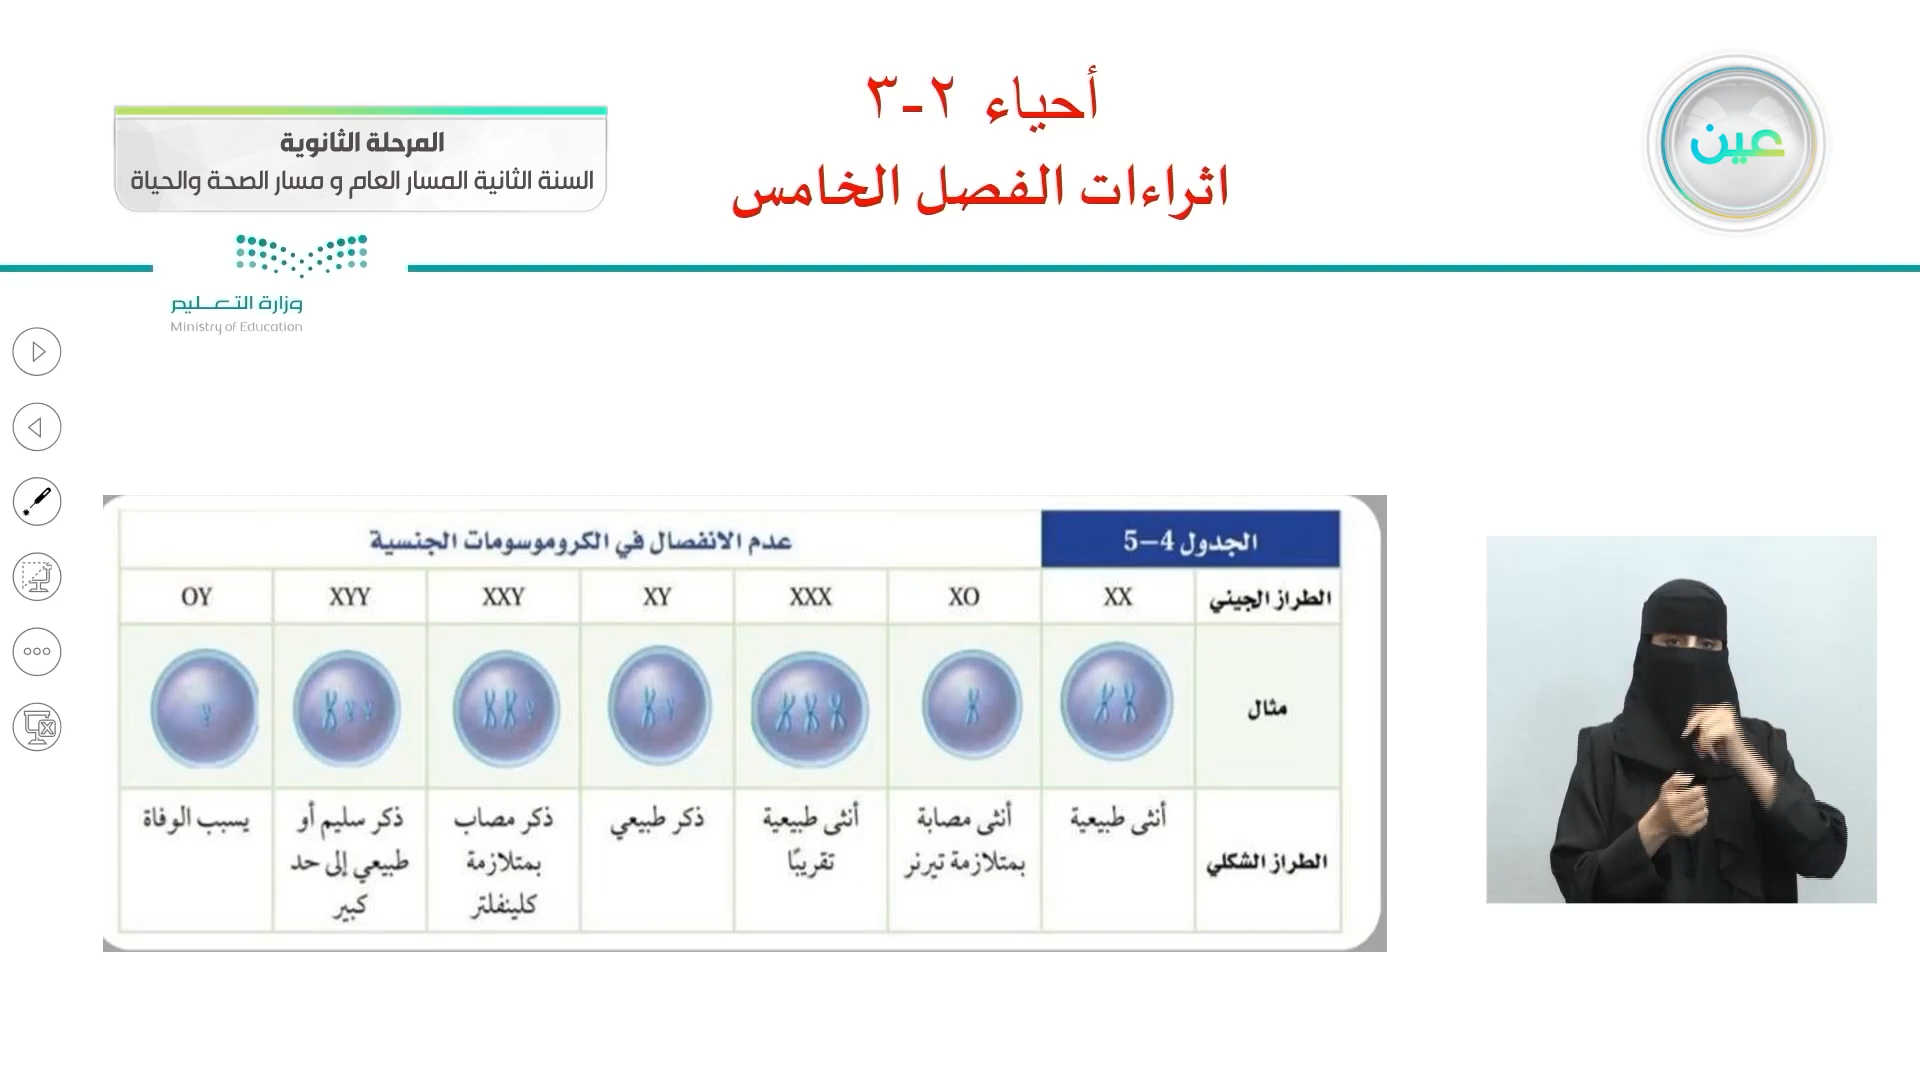 أحياء ٢-٣
اثراءات الفصل الخامس
عين
المرحلة الثانوية
السنة الثانية المسار العام و مسار الصحة والحياة
وزارة التعليم
Ministry of Education
الجدول 4–5
عدم الانفصال في الكروموسومات الجنسية
الطراز الجيني XX XO XXX XY XXY XYY OY
مثال
الطراز الشكلي
أنثى طبيعية
أنثى مصابة
بمتلازمة تيرنر
أنثى طبيعية
تقريبًا
ذكر طبيعي
ذكر مصاب
بمتلازمة
كلينفلتر
ذكر سليم أو
طبيعي إلى حد
كبير
يسبب الوفاة